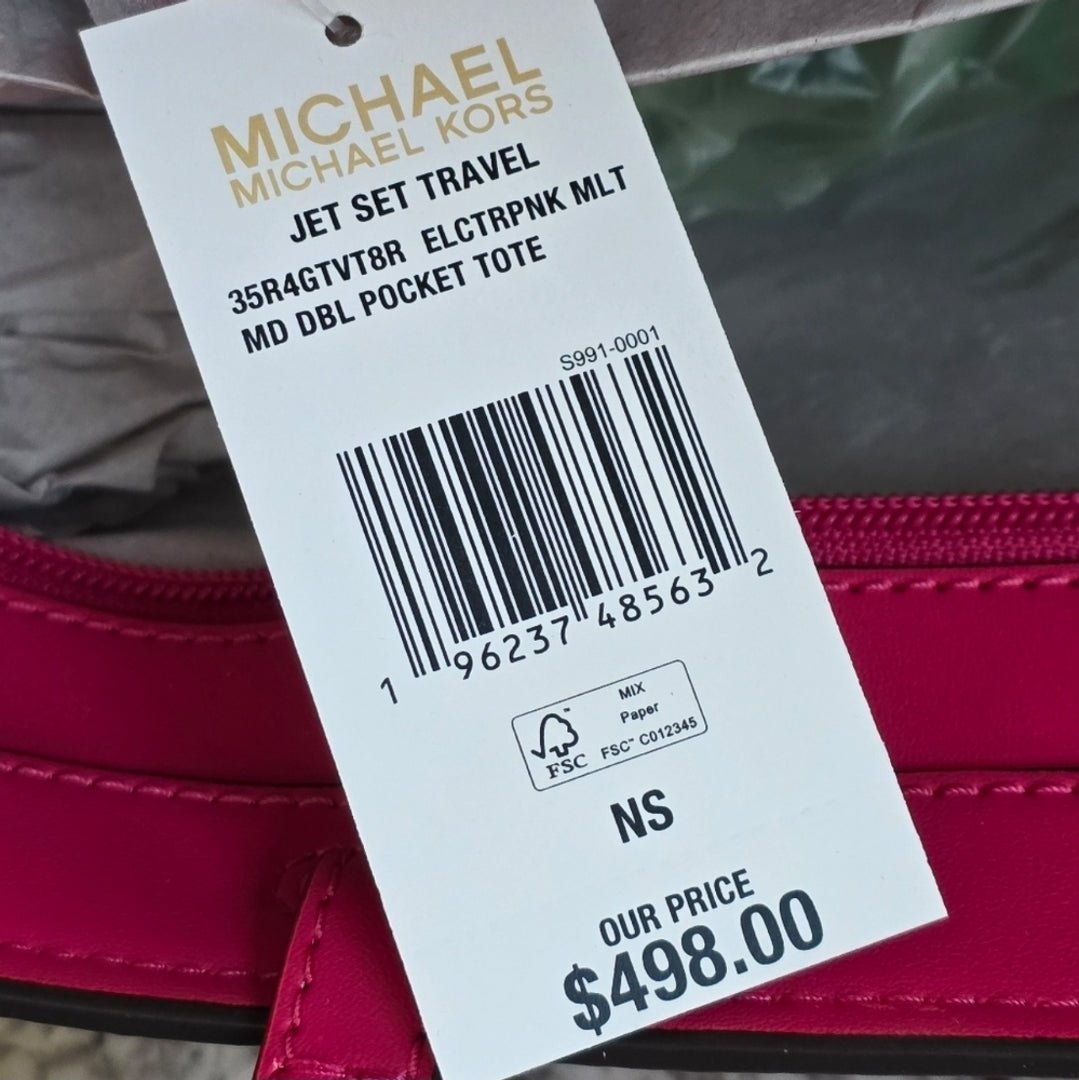 MICHAEL
MICHAEL KORS
JET SET TRAVEL
35R4GTVT8R ELCTRPNK MLT
MD DBL POCKET TOTE
S991-0001
1 96237 48563 2
MIX
Paper
FSC™ C012345
FSC
NS
OUR PRICE
$498.00